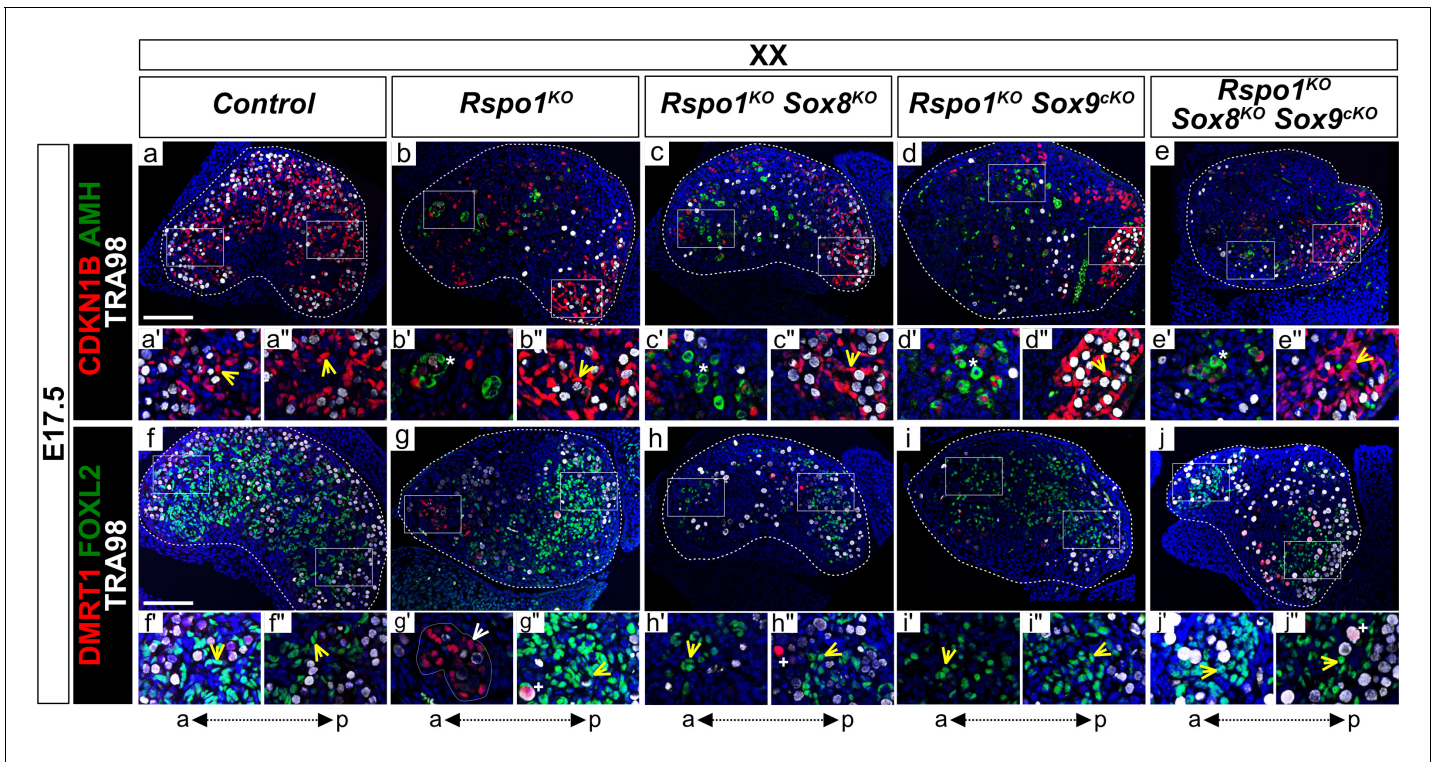 XX
Control
Rspo1KO
Rspo1KO Sox8KO
Rspo1KO Sox9cKO
Rspo1KO
Sox8KO Sox9cKO
E17.5
CDKN1B AMH
TRA98
a
b
c
d
e
a'
a"
b'
*
b"
c'
*
c"
d'
*
d"
e'
*
e"
DMRT1 FOXL2
TRA98
f
g
h
i
j
f'
f"
g'
g"
+
h'
h"
+
i'
i"
j'
j"
+
a p
a p
a p
a p
a p